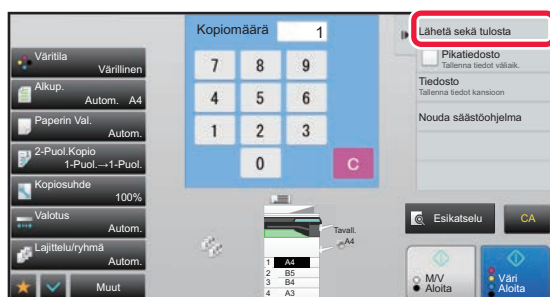 Väritila
Värillinen
Alkup.
Autom. A4
Paperin Val.
Autom.
2-Puol.Kopio
1-Puol.→1-Puol.
Kopiosuhde
100%
Valotus
Autom.
Lajittelu/ryhmä
Autom.
Muut
Kopiomäärä 1
7 8 9
4 5 6
1 2 3
0 C
Tavall.
A4
1 A4
2 B5
3 B4
4 A3
Lähetä sekä tulosta
Pikatiedosto
Tallenna tiedot väliaik.
Tiedosto
Tallenna tiedot kansioon
Nouda säästöohjelma
Esikatselu
CA
M/V
Aloita
Väri
Aloita